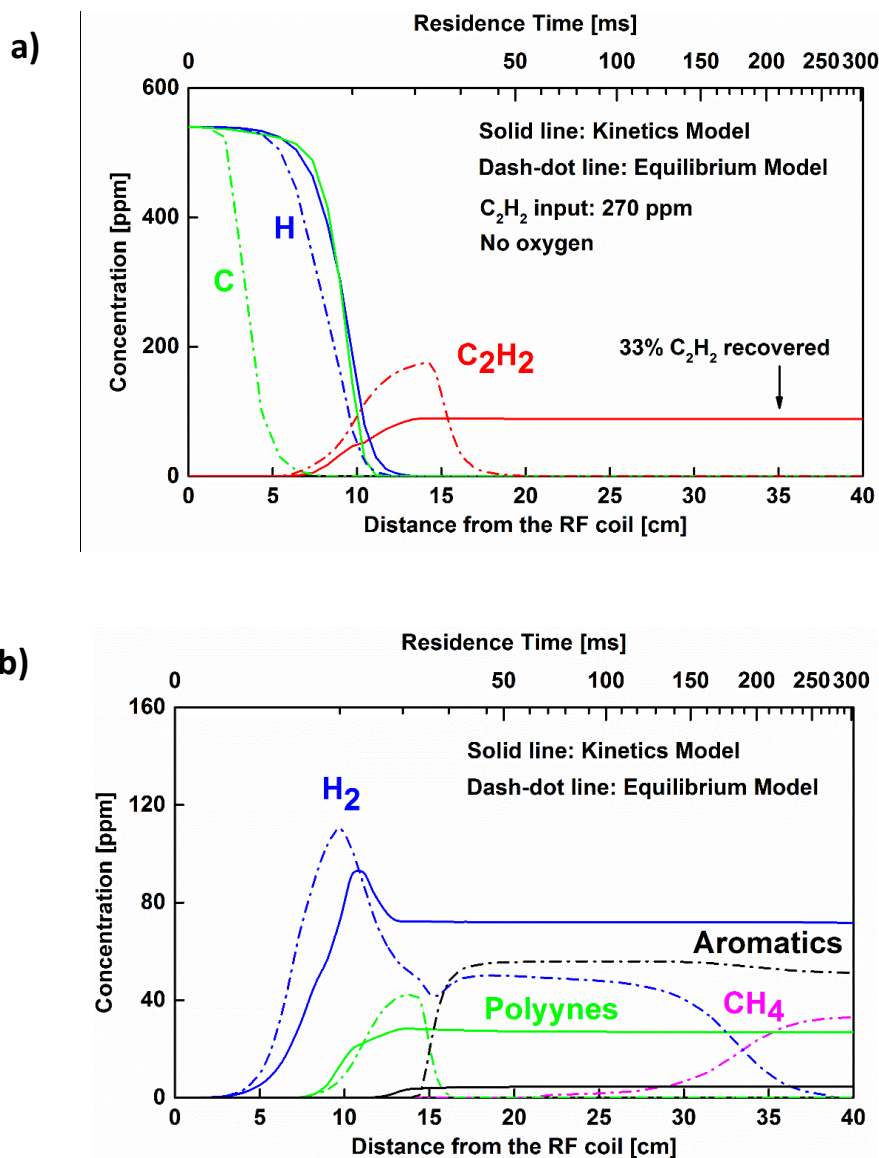 a)
Residence Time [ms]
0 50 100 150 200 250 300
600
400
200
0
Concentration [ppm]
Solid line: Kinetics Model
Dash-dot line: Equilibrium Model
C₂H₂ input: 270 ppm
No oxygen
H
C
C₂H₂
33% C₂H₂ recovered
0 5 10 15 20 25 30 35 40
Distance from the RF coil [cm]
b)
Residence Time [ms]
0 50 100 150 200 250 300
160
120
80
40
0
Concentration [ppm]
Solid line: Kinetics Model
Dash-dot line: Equilibrium Model
H₂
Aromatics
Polyynes
CH₄
0 5 10 15 20 25 30 35 40
Distance from the RF coil [cm]